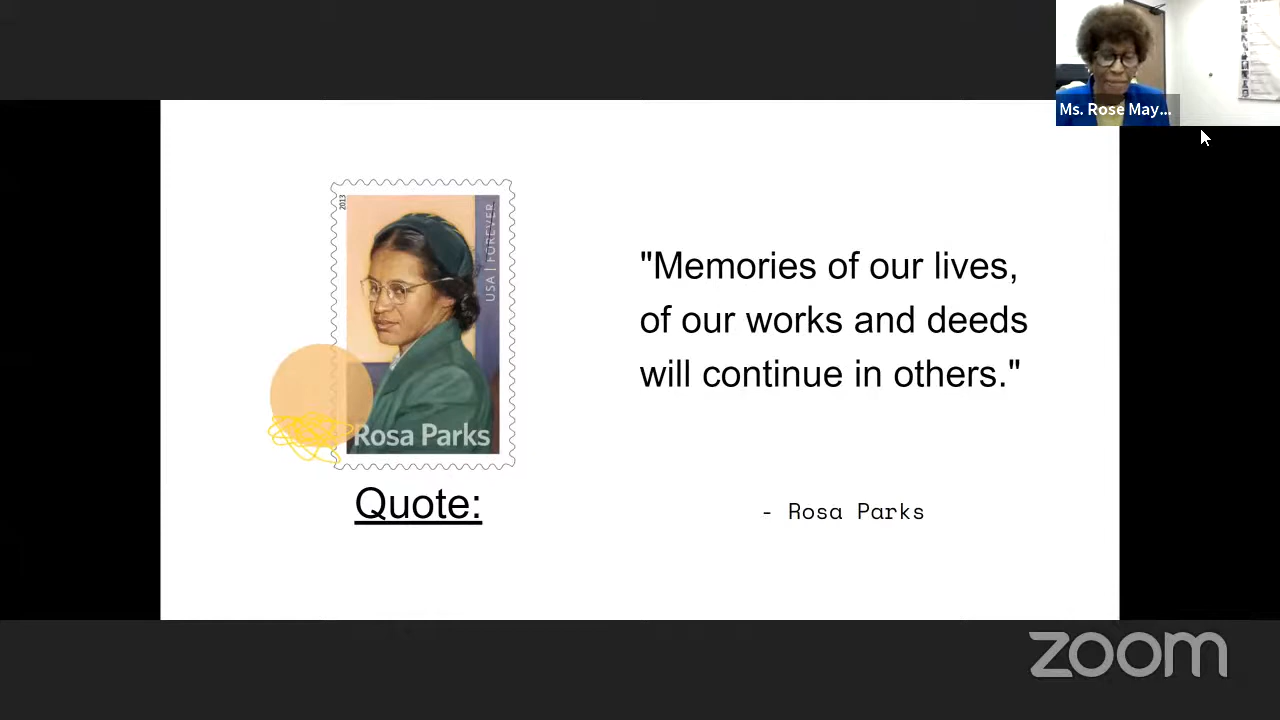 Ms. Rose May...
2013
USA | FOREVER
"Memories of our lives,
of our works and deeds
will continue in others."
Rosa Parks
Quote:
- Rosa Parks
zoom